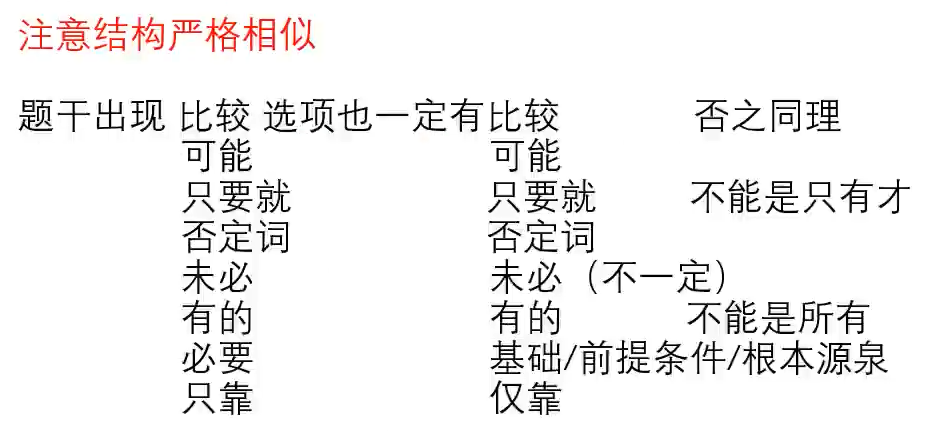 注意结构严格相似
题干出现 比较 选项也一定有比较 否之同理
可能 可能
只要就 只要就 不能是只有才
否定词 否定词
未必 未必（不一定）
有的 有的 不能是所有
必要 基础/前提条件/根本源泉
只靠 仅靠